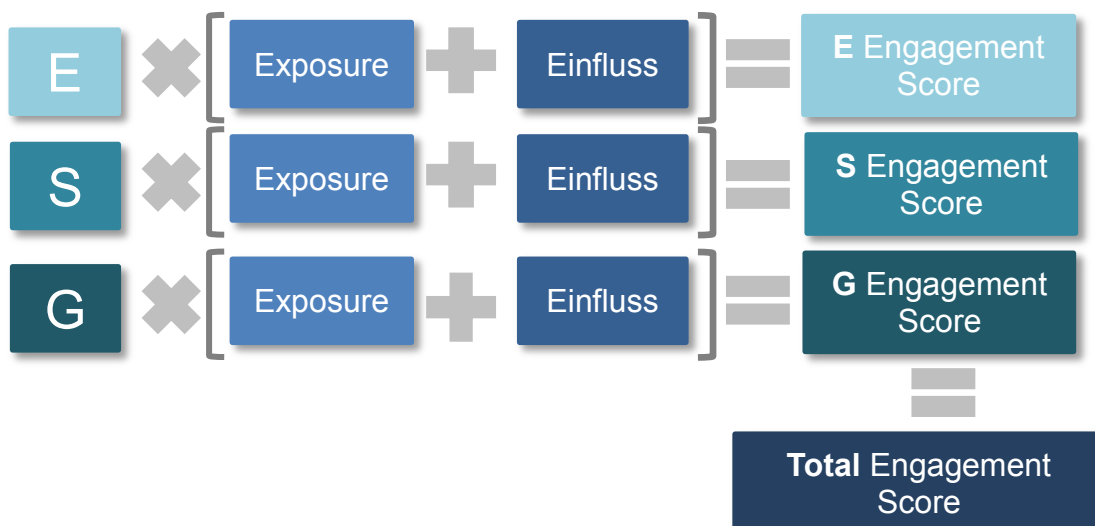 E
Exposure
Einfluss
E Engagement
Score
S
Exposure
Einfluss
S Engagement
Score
G
Exposure
Einfluss
G Engagement
Score
Total Engagement
Score